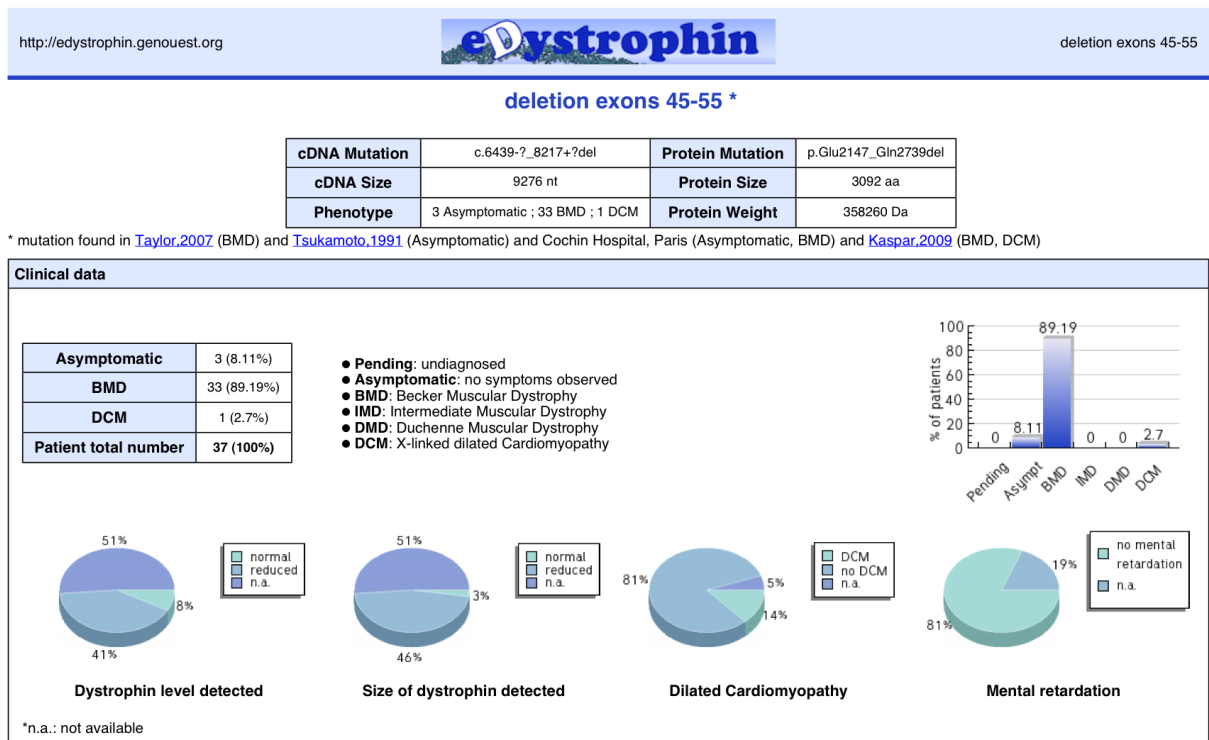 http://edystrophin.genouest.org
eDystrophin
deletion exons 45-55
deletion exons 45-55 *
cDNA Mutation c.6439-?_8217+?del Protein Mutation p.Glu2147_Gln2739del
cDNA Size 9276 nt Protein Size 3092 aa
Phenotype 3 Asymptomatic ; 33 BMD ; 1 DCM Protein Weight 358260 Da
* mutation found in Taylor,2007 (BMD) and Tsukamoto,1991 (Asymptomatic) and Cochin Hospital, Paris (Asymptomatic, BMD) and Kaspar,2009 (BMD, DCM)
Clinical data
Asymptomatic 3 (8.11%)
BMD 33 (89.19%)
DCM 1 (2.7%)
Patient total number 37 (100%)
● Pending: undiagnosed
● Asymptomatic: no symptoms observed
● BMD: Becker Muscular Dystrophy
● IMD: Intermediate Muscular Dystrophy
● DMD: Duchenne Muscular Dystrophy
● DCM: X-linked dilated Cardiomyopathy
% of patients
100
80
60
40
20
0
0 8.11 89.19 0 0 2.7
Pending Asympt BMD IMD DMD DCM
51%
8%
41%
normal
reduced
n.a.
Dystrophin level detected
51%
3%
46%
normal
reduced
n.a.
Size of dystrophin detected
81%
5%
14%
DCM
no DCM
n.a.
Dilated Cardiomyopathy
19%
81%
no mental
retardation
n.a.
Mental retardation
*n.a.: not available